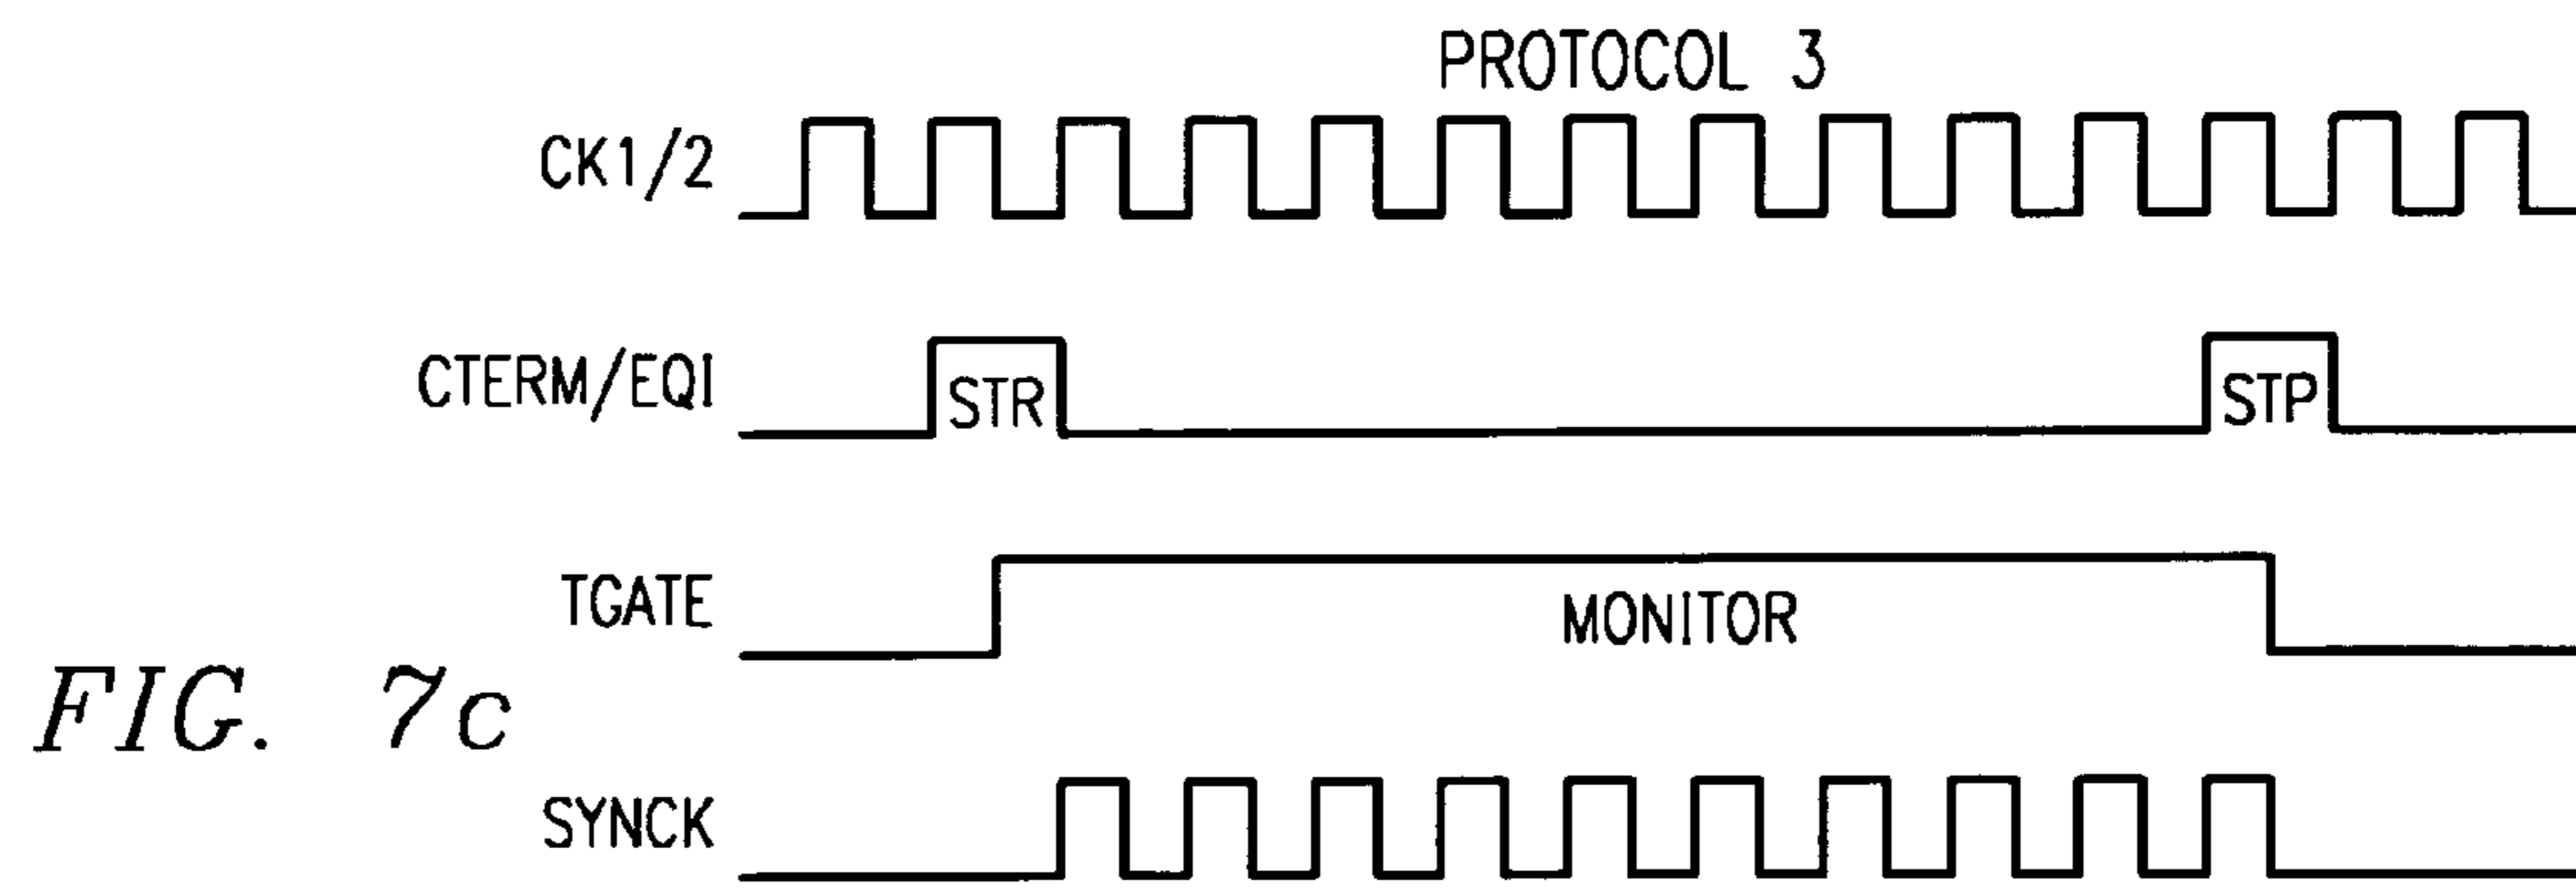 PROTOCOL 3
CK1/2
CTERM/EQI
STR
STP
TGATE
MONITOR
FIG. 7c
SYNCK